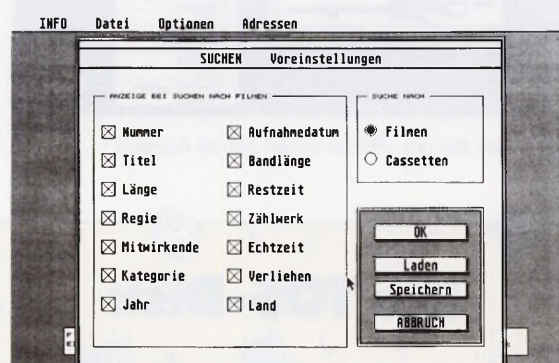 INFO Datei Optionen Adressen
SUCHEN Voreinstellungen
ANZEIGE BEI SUCHEN NACH FILMEN
Nummer
Titel
Länge
Regie
Mitwirkende
Kategorie
Jahr
Aufnahmedatum
Bandlänge
Restzeit
Zählwerk
Echtzeit
Verliehen
Land
SUCHE NACH
Filmen
Cassetten
OK
Laden
Speichern
ABBRUCH